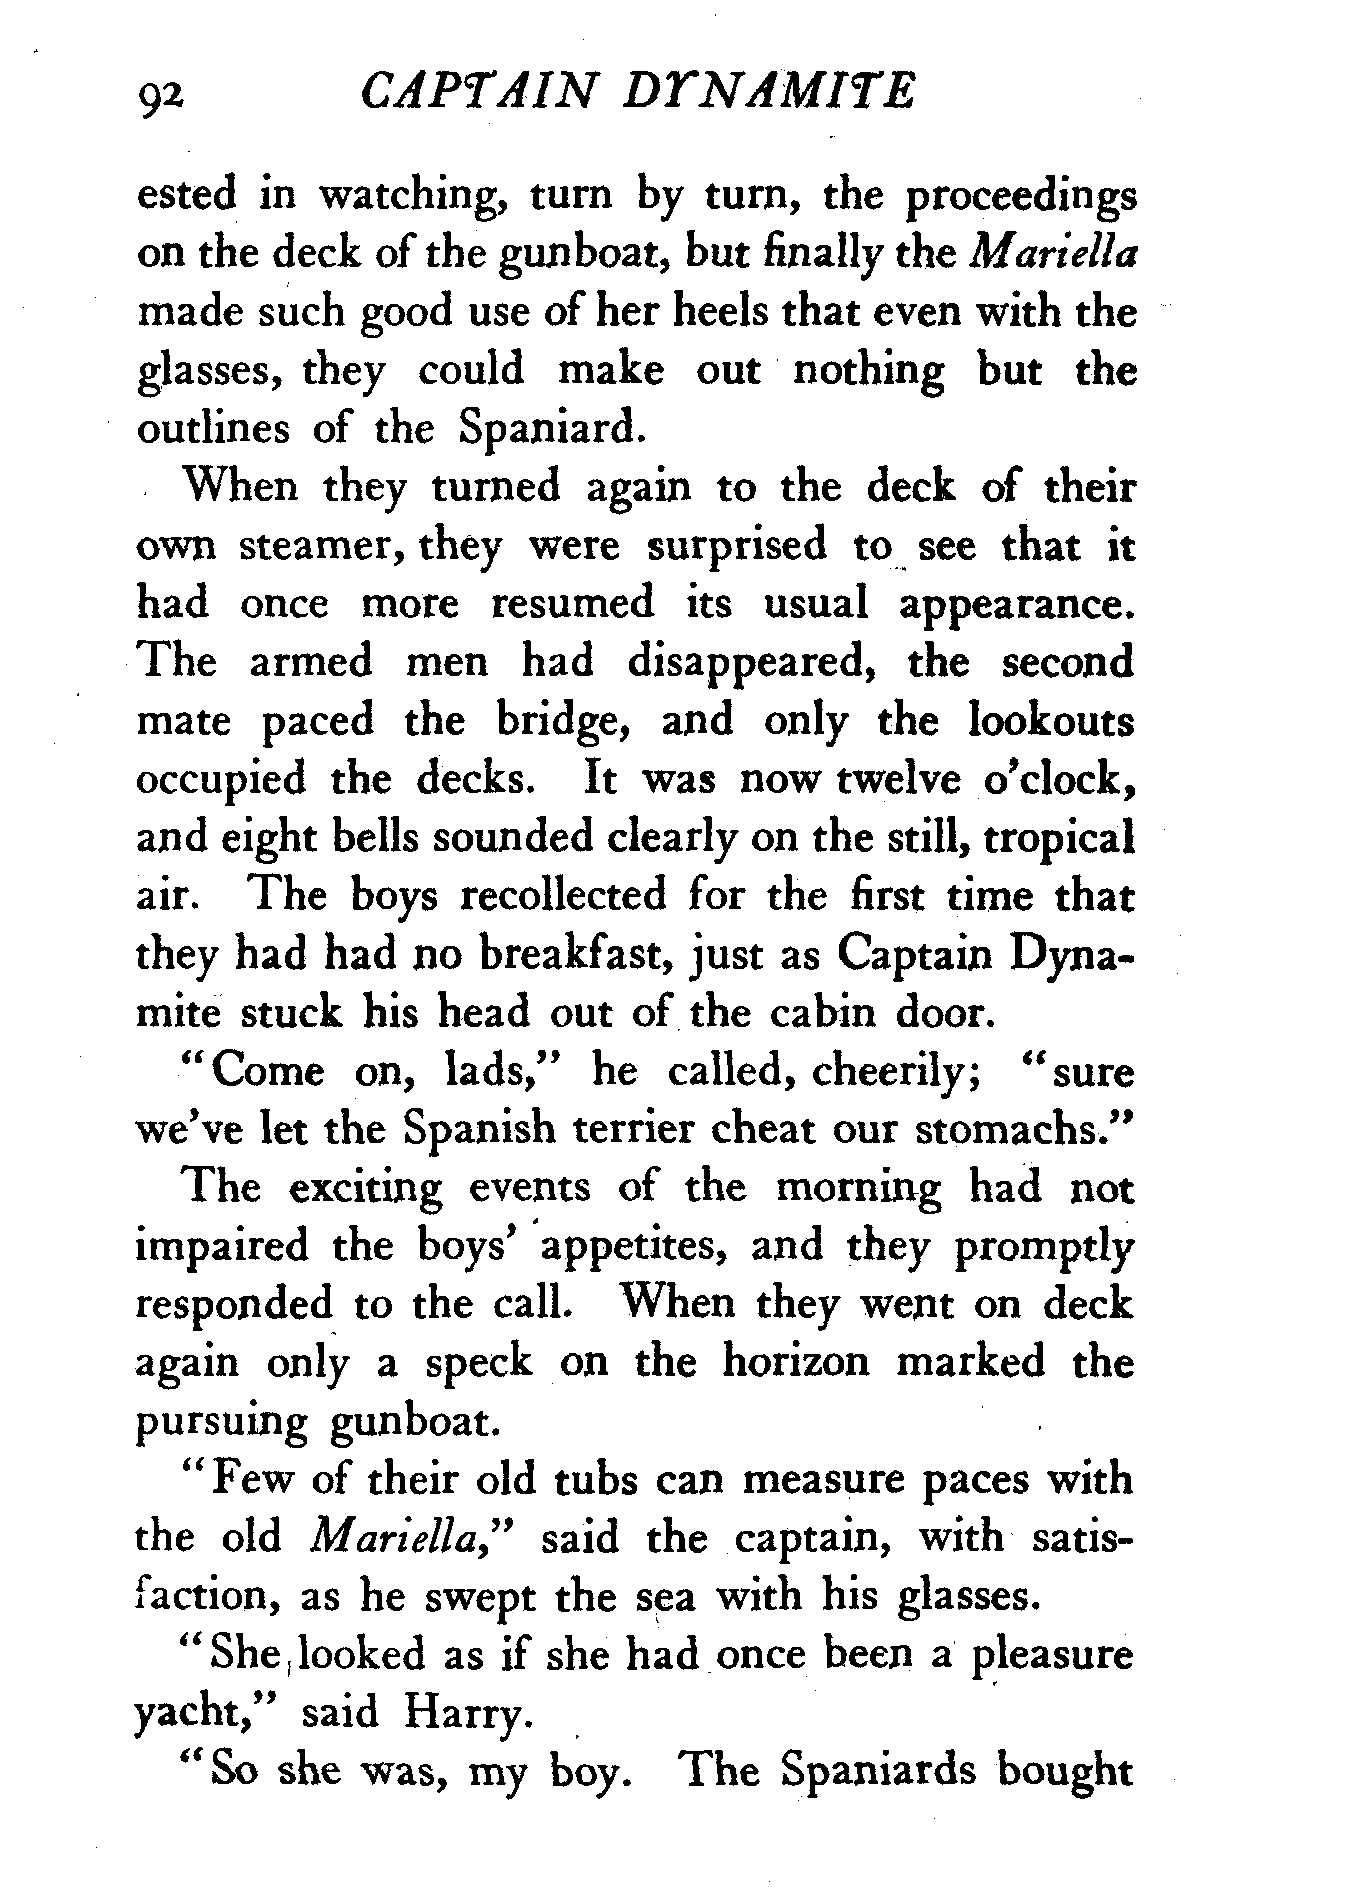 92 CAPTAIN DYNAMITE
ested in watching, turn by turn, the proceedings
on the deck of the gunboat, but finally the Mariella
made such good use of her heels that even with the
glasses, they could make out nothing but the
outlines of the Spaniard.
When they turned again to the deck of their
own steamer, they were surprised to see that it
had once more resumed its usual appearance.
The armed men had disappeared, the second
mate paced the bridge, and only the lookouts
occupied the decks. It was now twelve o'clock,
and eight bells sounded clearly on the still, tropical
air. The boys recollected for the first time that
they had had no breakfast, just as Captain Dyna-
mite stuck his head out of the cabin door.
"Come on, lads," he called, cheerily; "sure
we've let the Spanish terrier cheat our stomachs."
The exciting events of the morning had not
impaired the boys' appetites, and they promptly
responded to the call. When they went on deck
again only a speck on the horizon marked the
pursuing gunboat.
"Few of their old tubs can measure paces with
the old Mariella," said the captain, with satis-
faction, as he swept the sea with his glasses.
"She looked as if she had once been a pleasure
yacht," said Harry.
"So she was, my boy. The Spaniards bought